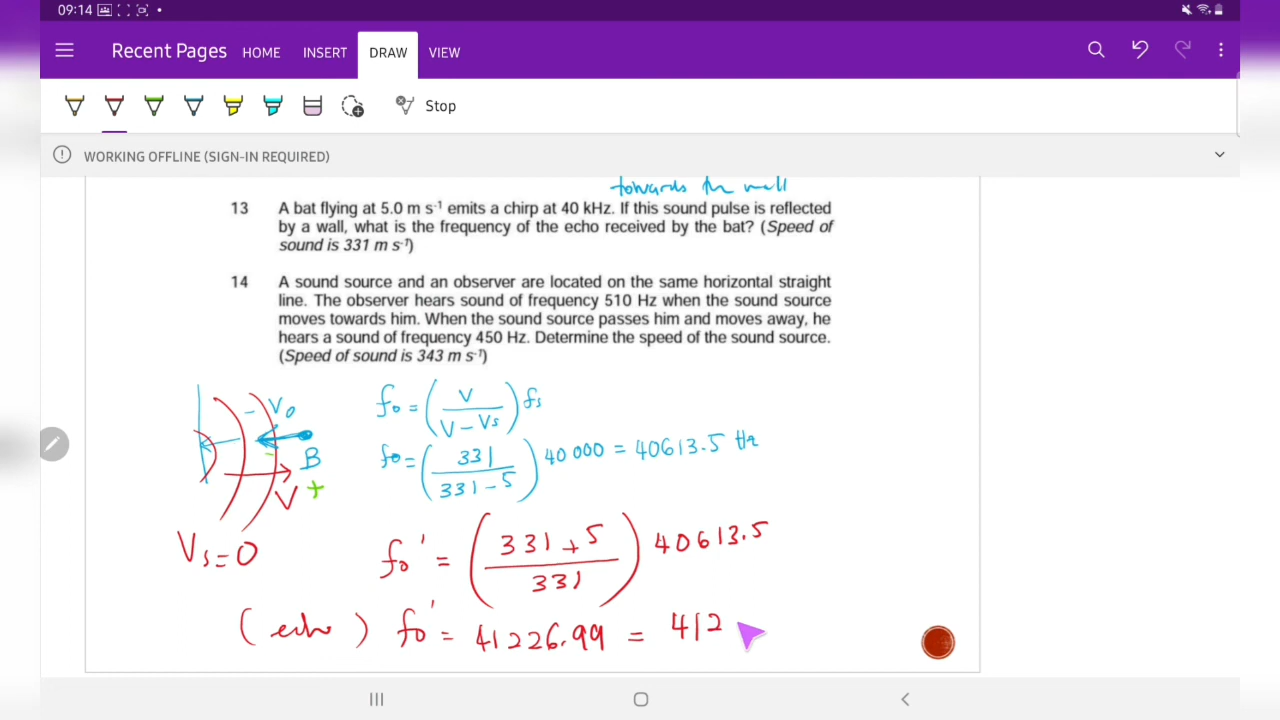 09:14
Recent Pages HOME INSERT DRAW VIEW
Stop
WORKING OFFLINE (SIGN-IN REQUIRED)
towards the wall
13 A bat flying at 5.0 m s⁻¹ emits a chirp at 40 kHz. If this sound pulse is reflected
by a wall, what is the frequency of the echo received by the bat? (Speed of
sound is 331 m s⁻¹)
14 A sound source and an observer are located on the same horizontal straight
line. The observer hears sound of frequency 510 Hz when the sound source
moves towards him. When the sound source passes him and moves away, he
hears a sound of frequency 450 Hz. Determine the speed of the sound source.
(Speed of sound is 343 m s⁻¹)
- Vo
B
- 
V +
Vs = 0
fo = (V / (V - Vs)) fs
fo = (331 / (331 - 5)) 40 000 = 40613.5 Hz
fo' = ((331 + 5) / 331) 40613.5
(echo) fo' = 41226.99 = 412